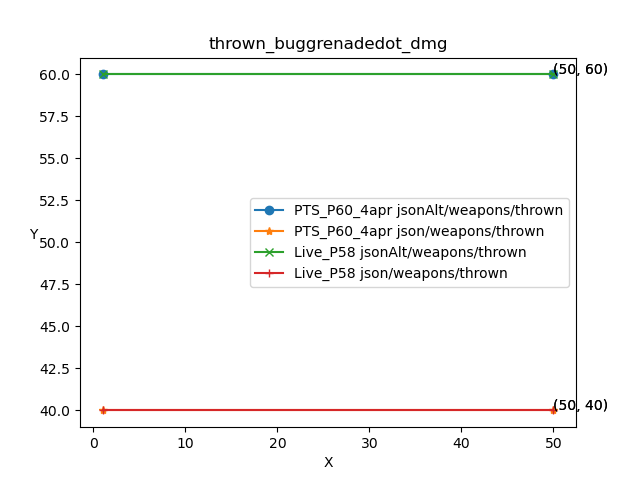 thrown_buggrenadedot_dmg
60.0
57.5
55.0
52.5
50.0
47.5
45.0
42.5
40.0
Y
(50, 60)
PTS_P60_4apr jsonAlt/weapons/thrown
PTS_P60_4apr json/weapons/thrown
Live_P58 jsonAlt/weapons/thrown
Live_P58 json/weapons/thrown
(50, 40)
0 10 20 30 40 50
X